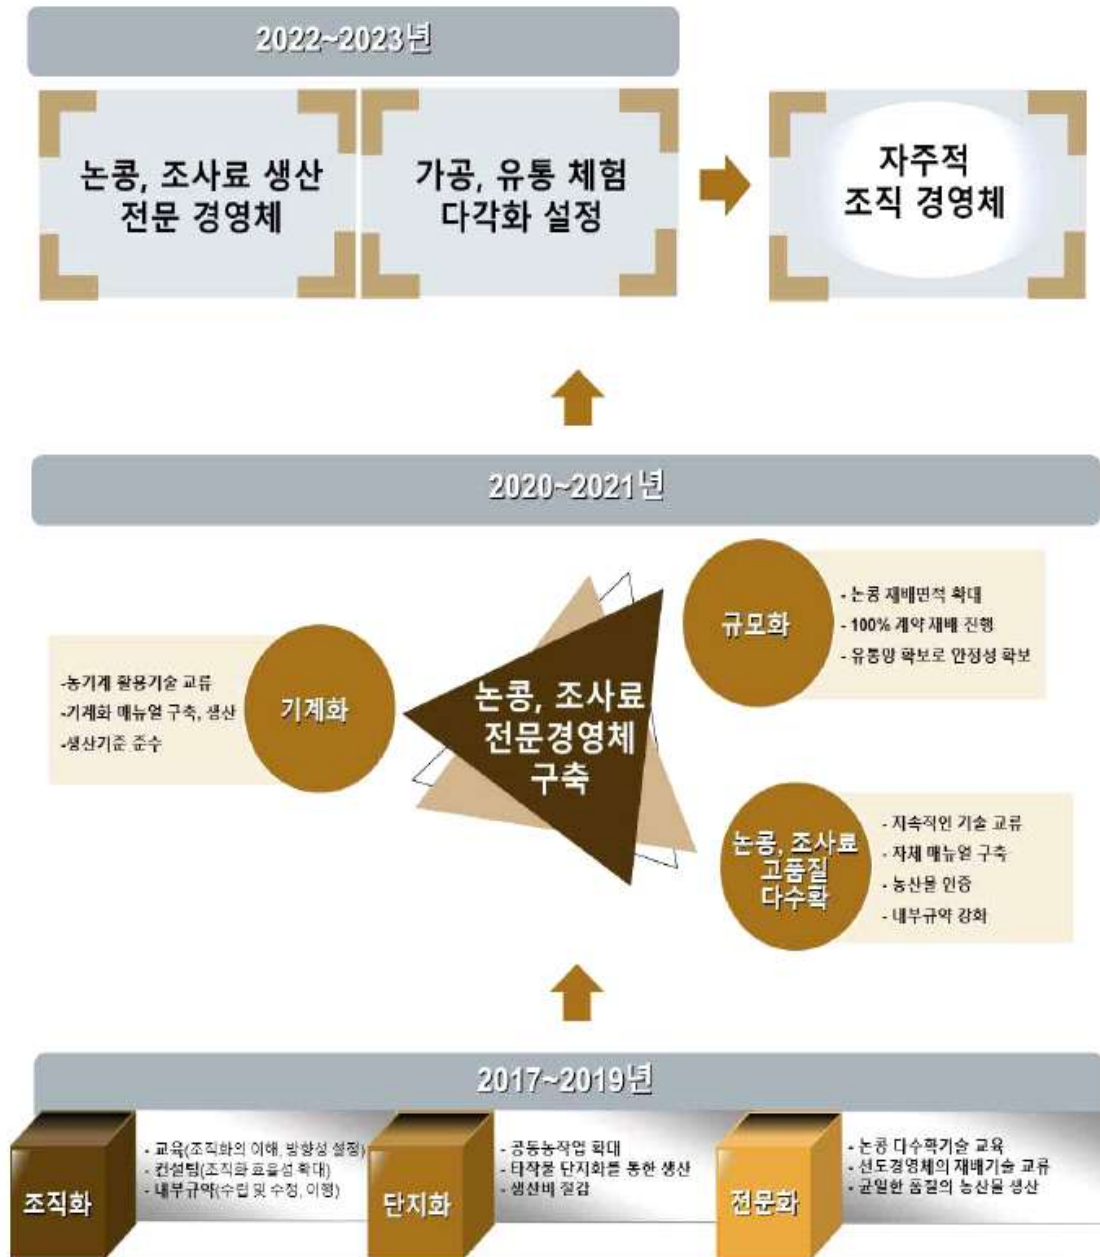 2022~2023년
논콩, 조사료 생산
전문 경영체
가공, 유통 체험
다각화 설정
자주적
조직 경영체
2020~2021년
규모화
- 논콩 재배면적 확대
- 100% 계약 재배 진행
- 유통망 확보로 안정성 확보
기계화
-농기계 활용기술 교류
-기계화 매뉴얼 구축, 생산
-생산기준 준수
논콩, 조사료
전문경영체
구축
논콩, 조사료
고품질
다수확
- 지속적인 기술 교류
- 자체 매뉴얼 구축
- 농산물 인증
- 내부규약 강화
2017~2019년
조직화
- 교육(조직화의 이해, 방향성 설정)
- 컨설팅(조직화 효율성 확대)
- 내부규약(수립 및 수정, 이행)
단지화
- 공동농작업 확대
- 타작물 단지화를 통한 생산
- 생산비 절감
전문화
- 논콩 다수확기술 교육
- 선도경영체의 재배기술 교류
- 균일한 품질의 농산물 생산